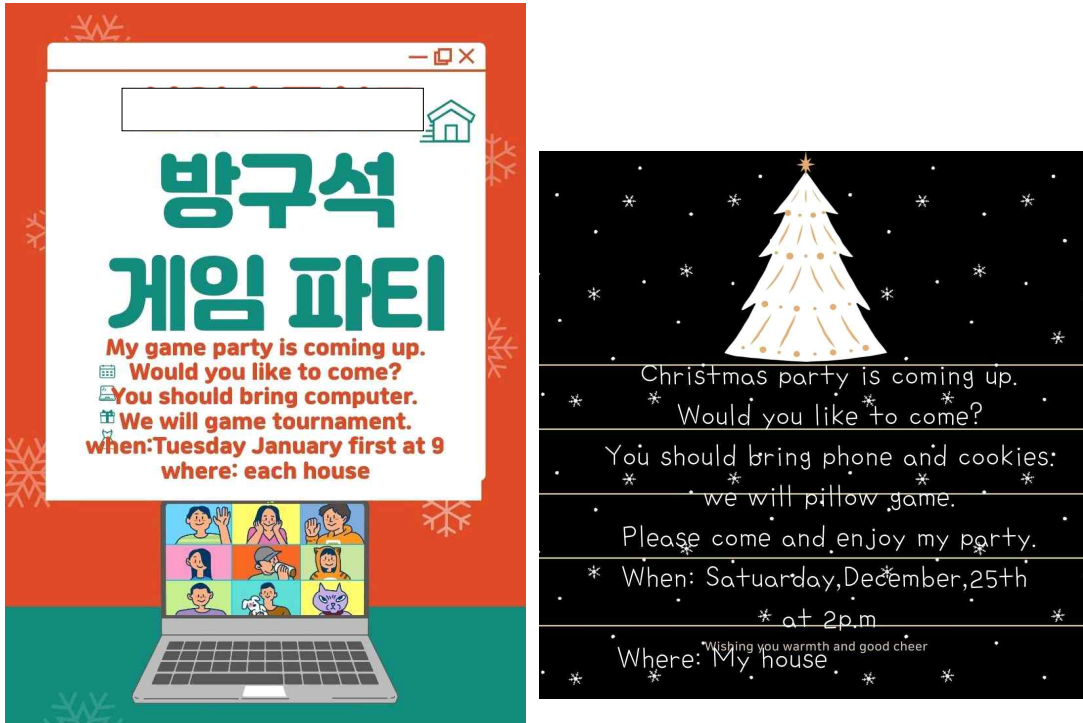 방구석
게임 파티
My game party is coming up.
Would you like to come?
You should bring computer.
We will game tournament.
when:Tuesday January first at 9
where: each house
Christmas party is coming up.
Would you like to come?
You should bring phone and cookies.
we will pillow game.
Please come and enjoy my party.
When: Satuarday,December,25th
at 2p.m
Wishing you warmth and good cheer
Where: My house